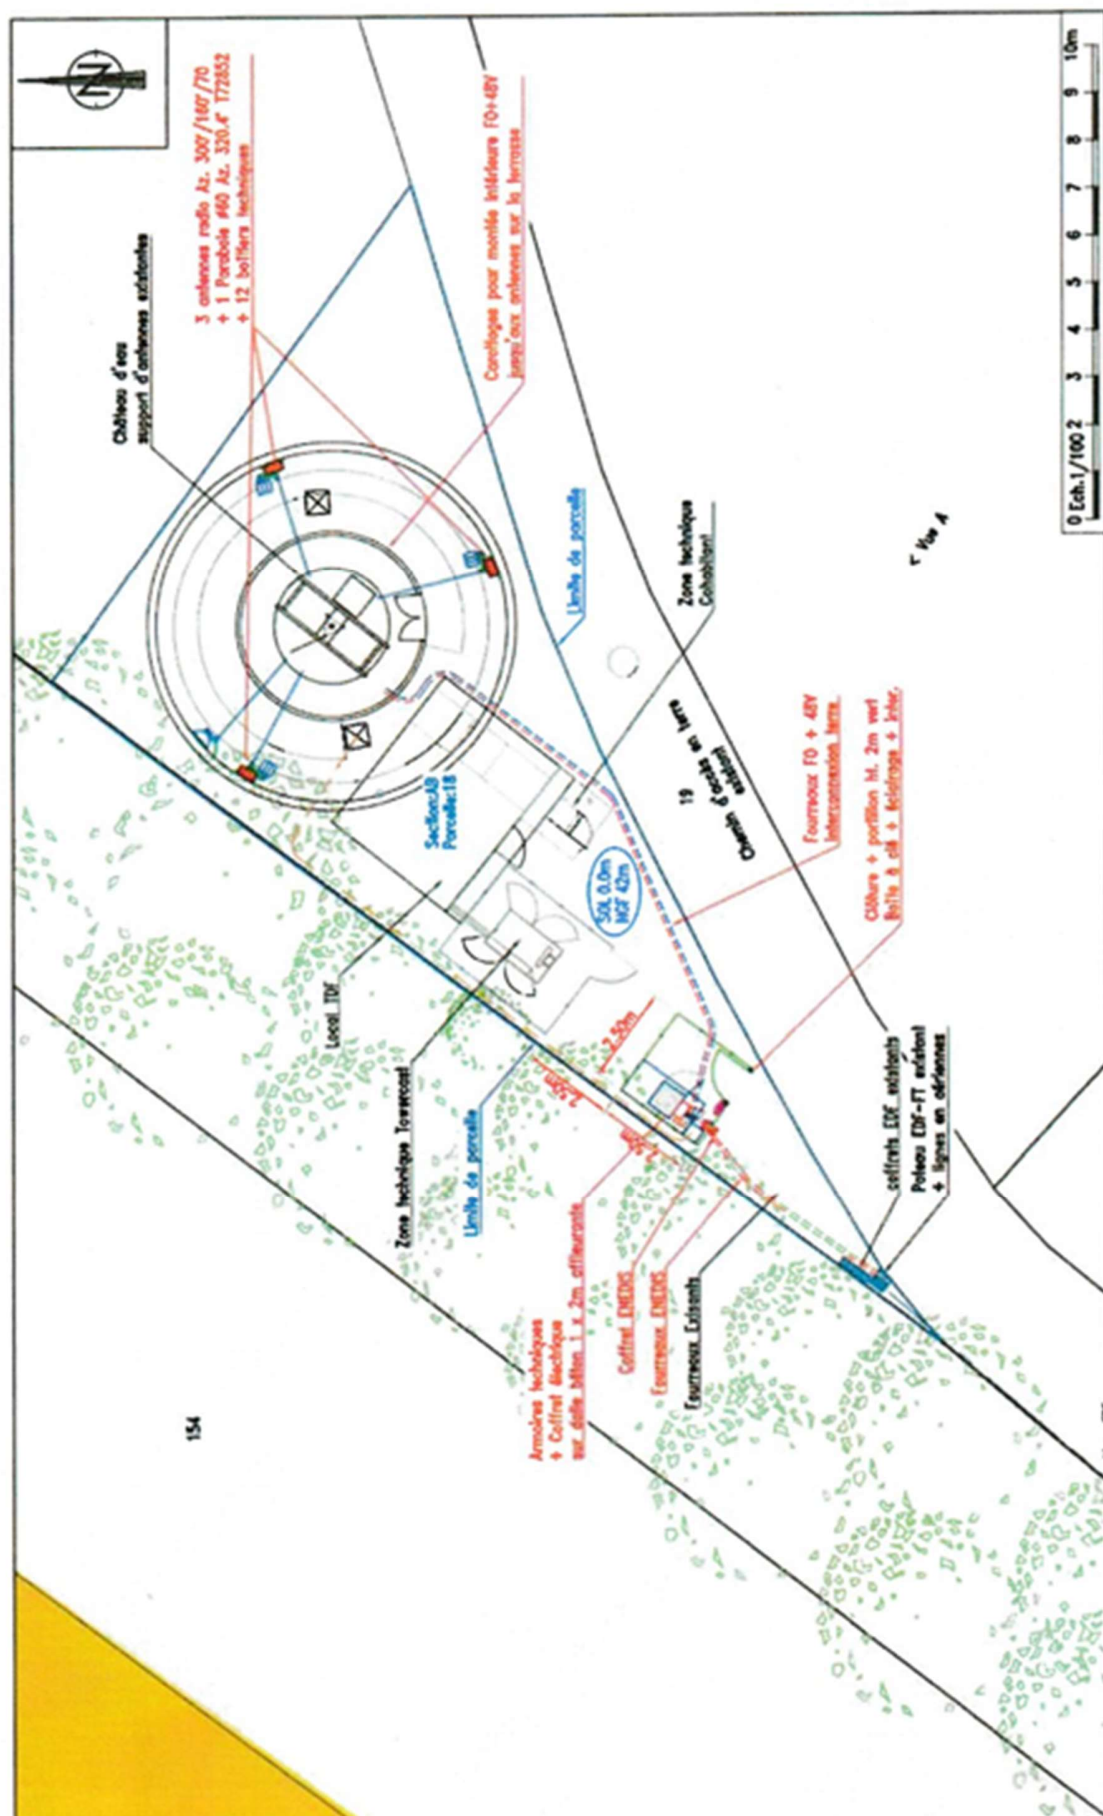 N
3 antennes radio Az. 300°/160°/70
+ 1 Parabole ø60 Az. 320.4° T72852
+ 12 boîtiers techniques
Château d'eau
support d'antennes existantes
Carottages pour montée intérieure FO+48V
jusqu'aux antennes sur la terrasse
Limite de parcelle
Zone technique
Cohabitant
Vue A
0 Ech.1/100 2 3 4 5 6 7 8 9 10m
Section:AB
Parcelle:18
SOL 0.0m
NGF 42m
19
Chemin d'accès en terre
existant
Fourreaux FO + 48V
Interconnexion terre
Clôture + portillon ht. 2m vert
Boîte à clé + éclairage + inter.
Local TDF
Zone technique Towercast
Limite de parcelle
2.50m
2.50m
coffrets EDF existants
Poteau EDF-FT existant
+ lignes en aériennes
Armoires techniques
+ Coffret électrique
sur dalle béton 1 x 2m affleurante
Coffret ENEDIS
Fourreaux ENEDIS
Fourreaux Exisants
154